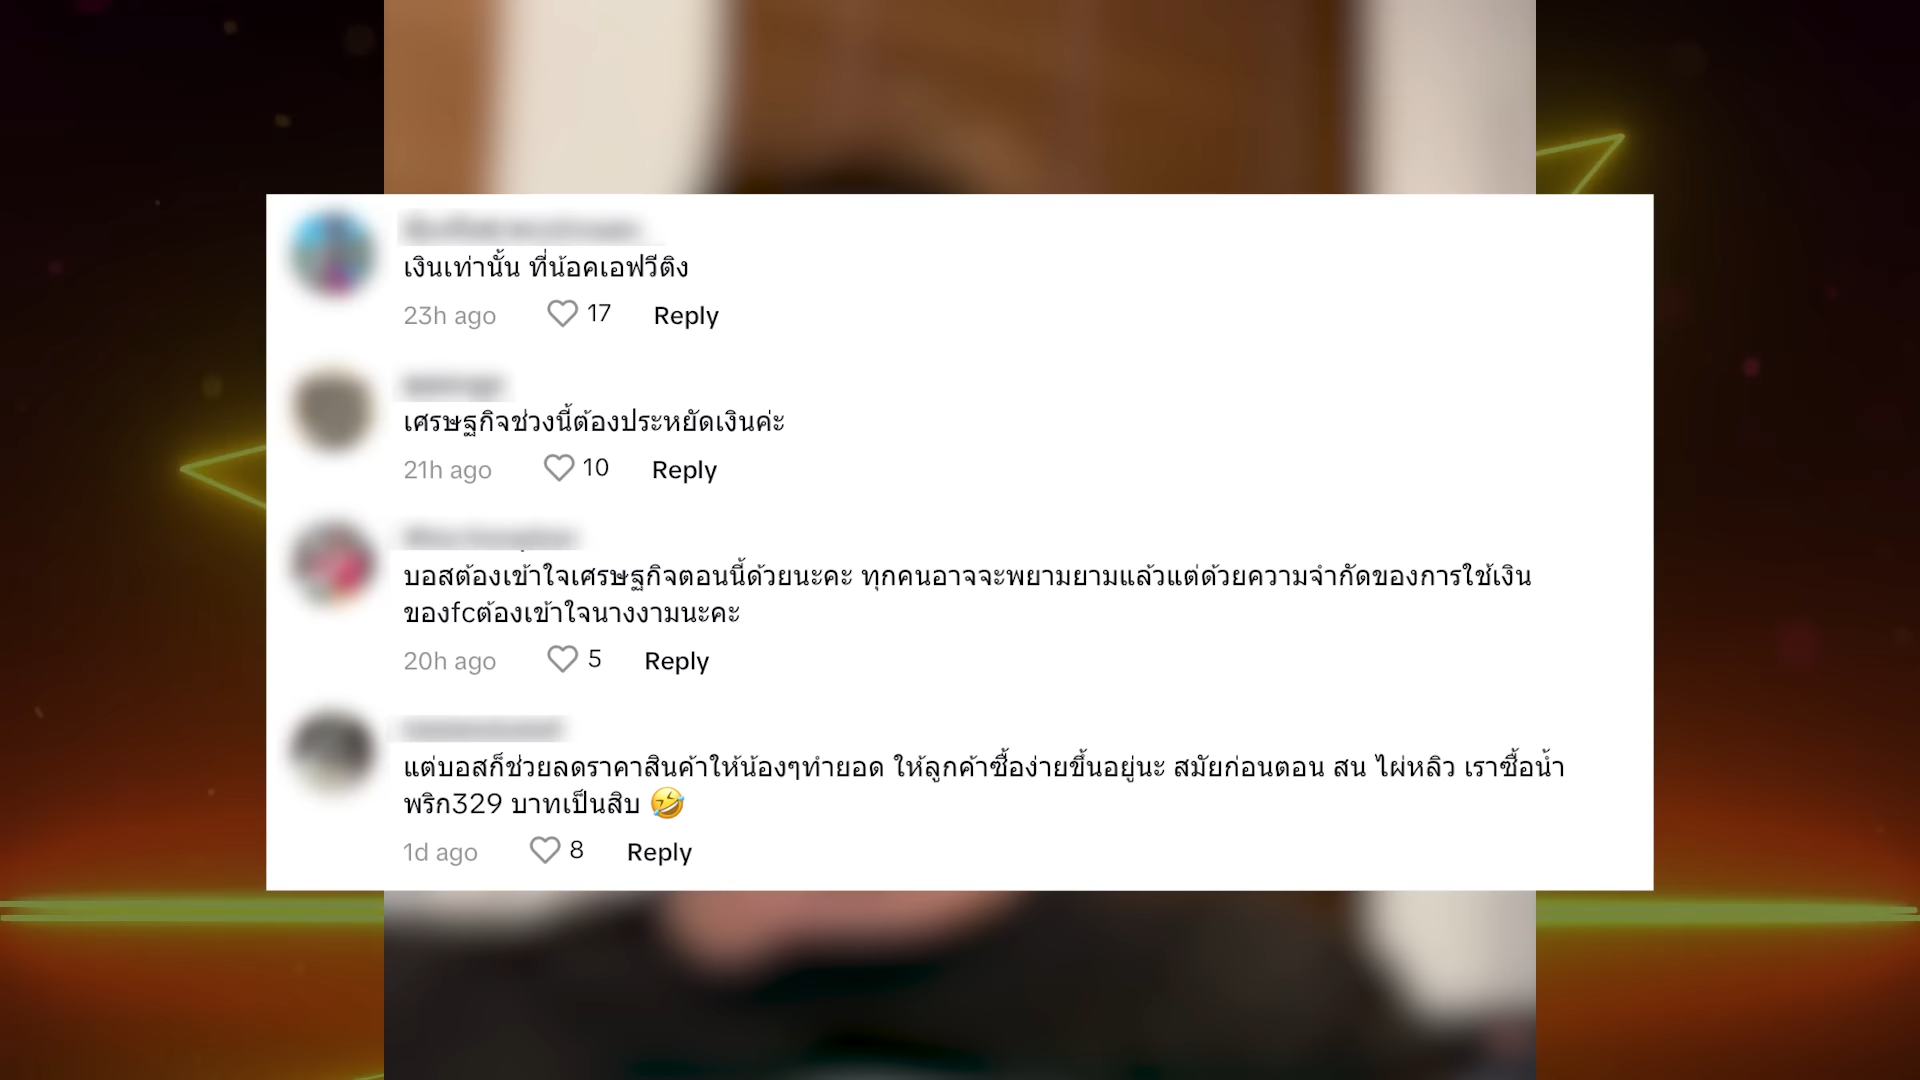 เงินเท่านั้น ที่น้อคเอฟวีติง
23h ago 17 Reply
เศรษฐกิจช่วงนี้ต้องประหยัดเงินค่ะ
21h ago 10 Reply
บอสต้องเข้าใจเศรษฐกิจตอนนี้ด้วยนะคะ ทุกคนอาจจะพยามยามแล้วแต่ด้วยความจำกัดของการใช้เงิน
ของfcต้องเข้าใจนางงามนะคะ
20h ago 5 Reply
แต่บอสก็ช่วยลดราคาสินค้าให้น้องๆทำยอด ให้ลูกค้าซื้อง่ายขึ้นอยู่นะ สมัยก่อนตอน สน ไผ่หลิว เราซื้อน้ำ
พริก329 บาทเป็นสิบ 🤣
1d ago 8 Reply